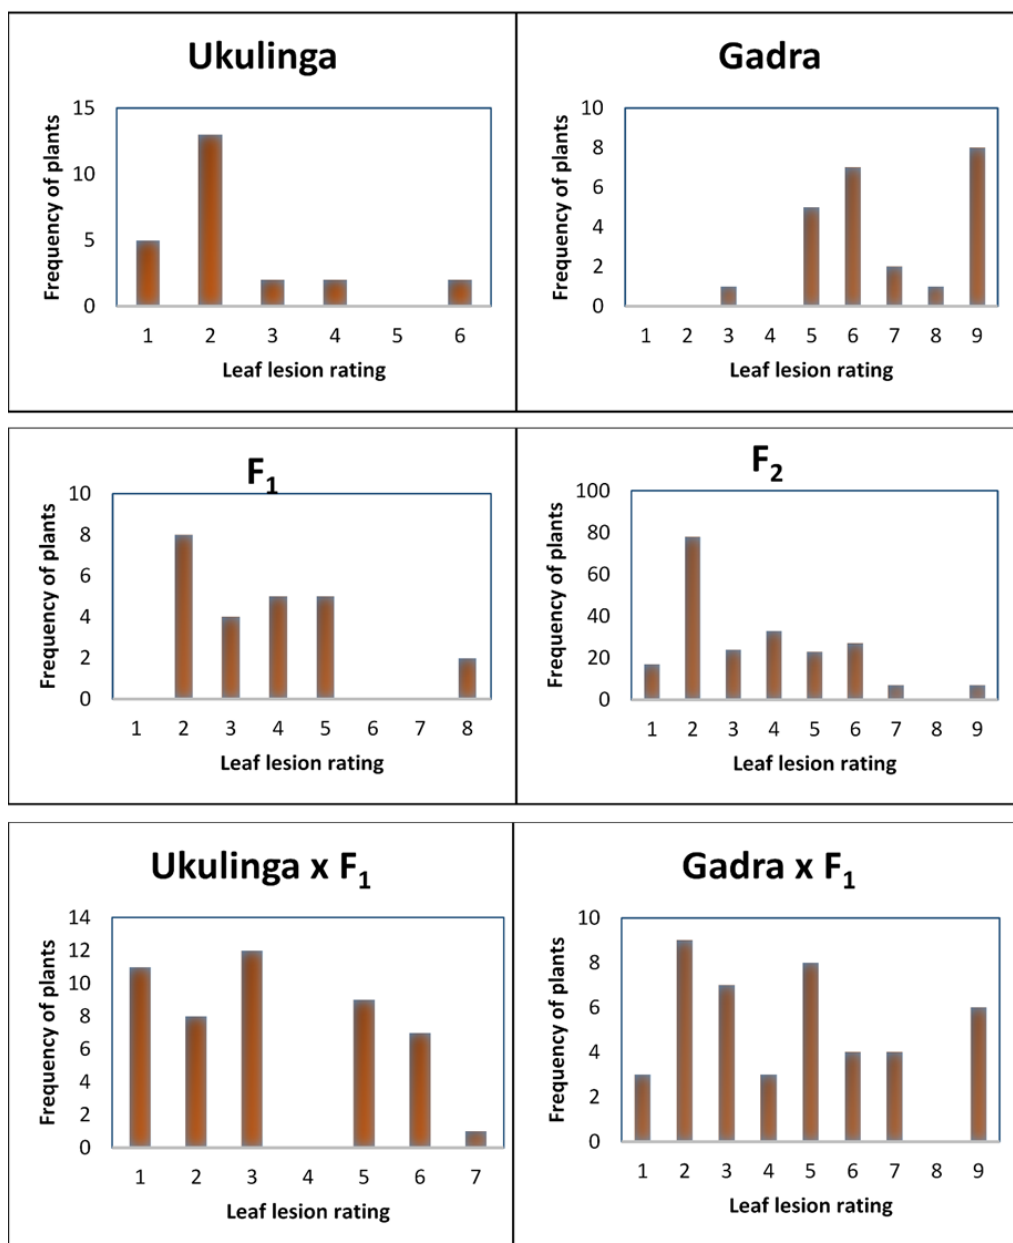 Ukulinga
Frequency of plants
15
10
5
0
1 2 3 4 5 6
Leaf lesion rating
Gadra
Frequency of plants
10
8
6
4
2
0
1 2 3 4 5 6 7 8 9
Leaf lesion rating
F1
Frequency of plants
10
8
6
4
2
0
1 2 3 4 5 6 7 8
Leaf lesion rating
F2
Frequency of plants
100
80
60
40
20
0
1 2 3 4 5 6 7 8 9
Leaf lesion rating
Ukulinga x F1
Frequency of plants
14
12
10
8
6
4
2
0
1 2 3 4 5 6 7
Leaf lesion rating
Gadra x F1
Frequency of plants
10
8
6
4
2
0
1 2 3 4 5 6 7 8 9
Leaf lesion rating